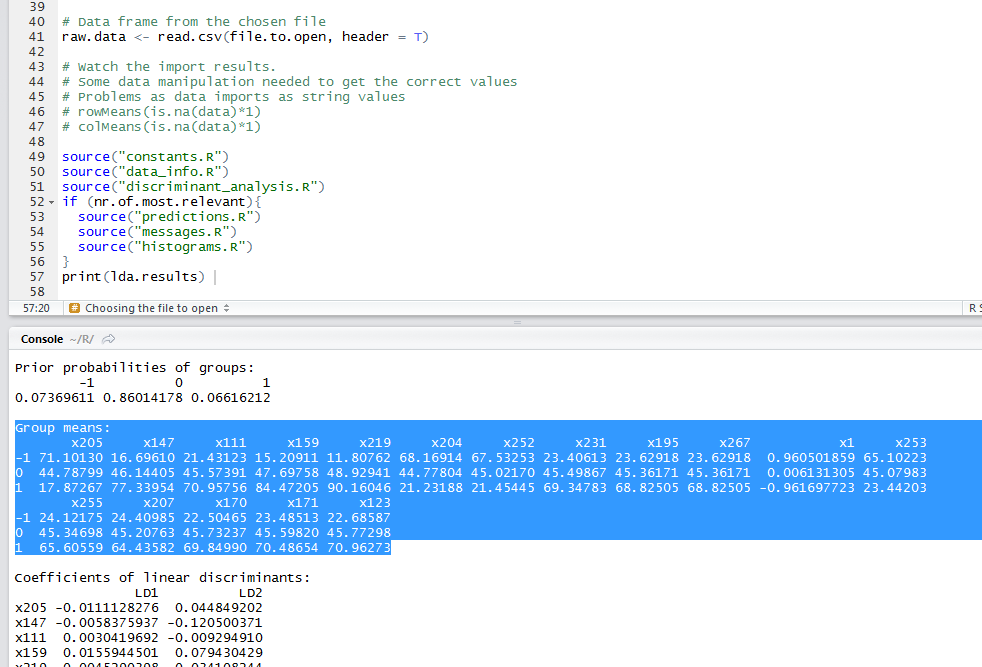 39
40 # Data frame from the chosen file
41 raw.data <- read.csv(file.to.open, header = T)
42
43 # Watch the import results.
44 # Some data manipulation needed to get the correct values
45 # Problems as data imports as string values
46 # rowMeans(is.na(data)*1)
47 # colMeans(is.na(data)*1)
48
49 source("constants.R")
50 source("data_info.R")
51 source("discriminant_analysis.R")
52 if (nr.of.most.relevant){
53 source("predictions.R")
54 source("messages.R")
55 source("histograms.R")
56 }
57 print(lda.results)
58
57:20 # Choosing the file to open R
Console ~/R/
Prior probabilities of groups:
-1 0 1
0.07369611 0.86014178 0.06616212
Group means:
x205 x147 x111 x159 x219 x204 x252 x231 x195 x267 x1 x253
-1 71.10130 16.69610 21.43123 15.20911 11.80762 68.16914 67.53253 23.40613 23.62918 23.62918 0.960501859 65.10223
0 44.78799 46.14405 45.57391 47.69758 48.92941 44.77804 45.02170 45.49867 45.36171 45.36171 0.006131305 45.07983
1 17.87267 77.33954 70.95756 84.47205 90.16046 21.23188 21.45445 69.34783 68.82505 68.82505 -0.961697723 23.44203
x255 x207 x170 x171 x123
-1 24.12175 24.40985 22.50465 23.48513 22.68587
0 45.34698 45.20763 45.73237 45.59820 45.77298
1 65.60559 64.43582 69.84990 70.48654 70.96273
Coefficients of linear discriminants:
LD1 LD2
x205 -0.0111128276 0.044849202
x147 -0.0058375937 -0.120500371
x111 0.0030419692 -0.009294910
x159 0.0155944501 0.079430429